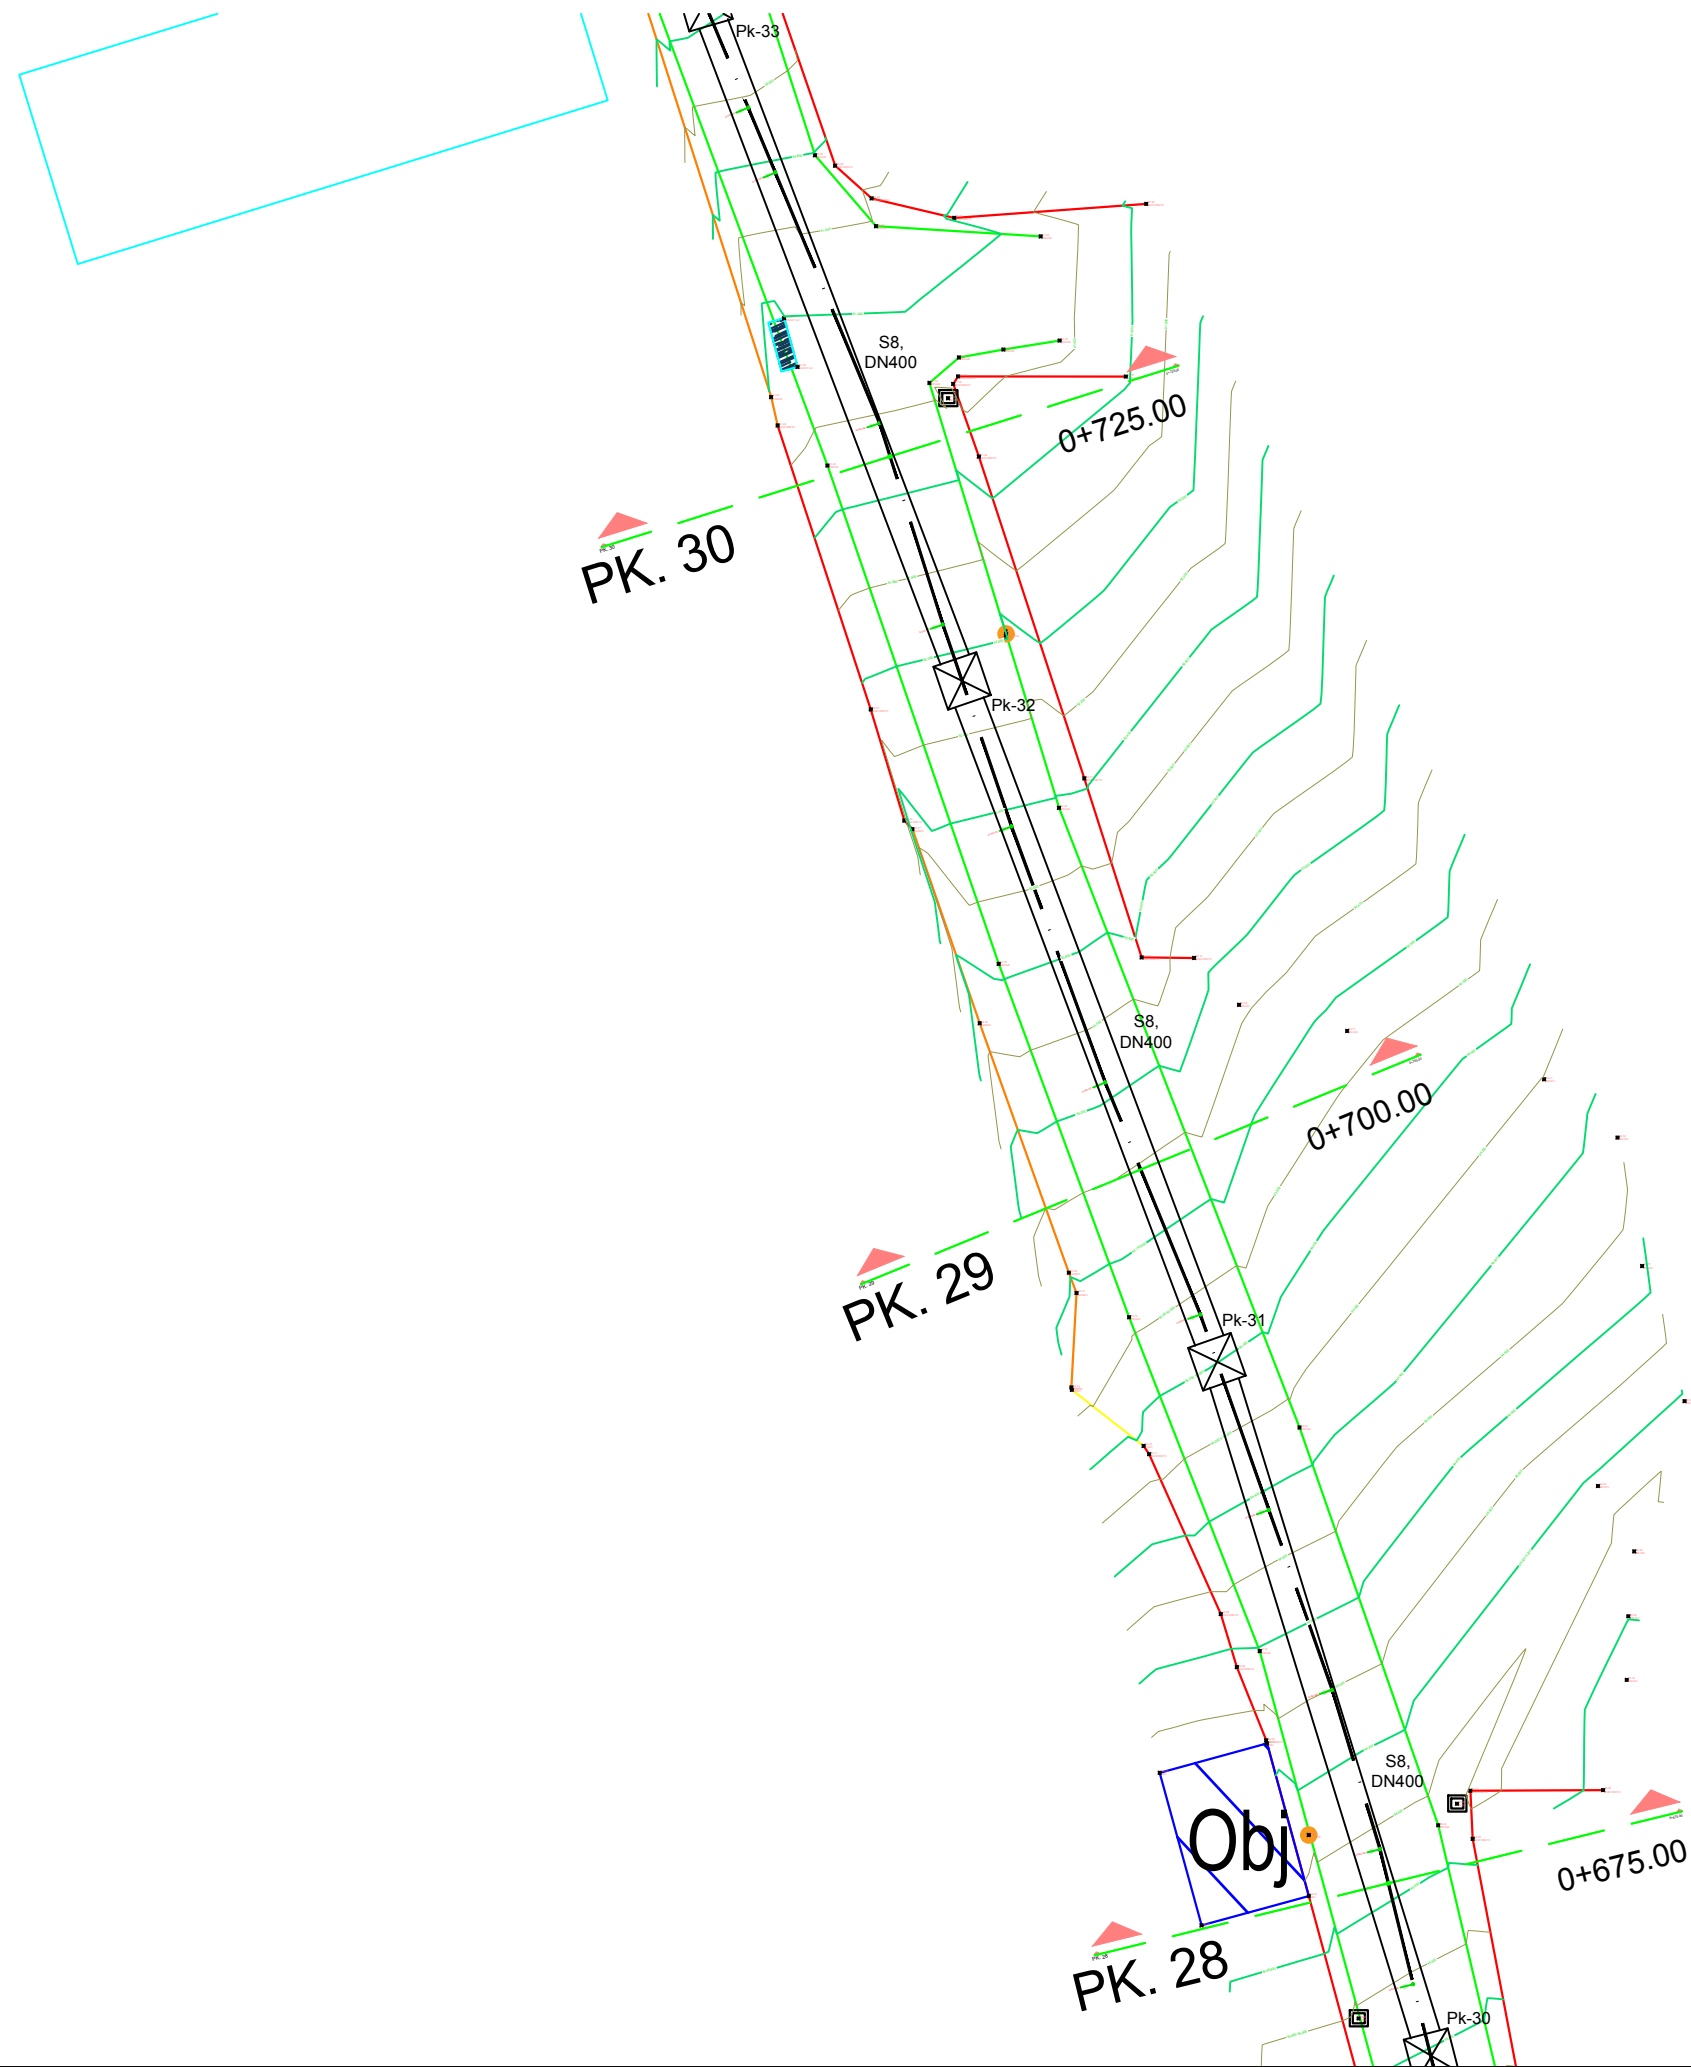 Pk-33
S8,
DN400
0+725.00
PK. 30
Pk-32
S8,
DN400
0+700.00
PK. 29
Pk-31
S8,
DN400
Obj
0+675.00
PK. 28
Pk-30